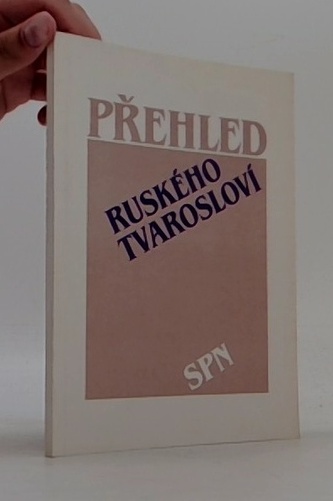 PŘEHLED
RUSKÉHO
TVAROSLOVÍ
SPN